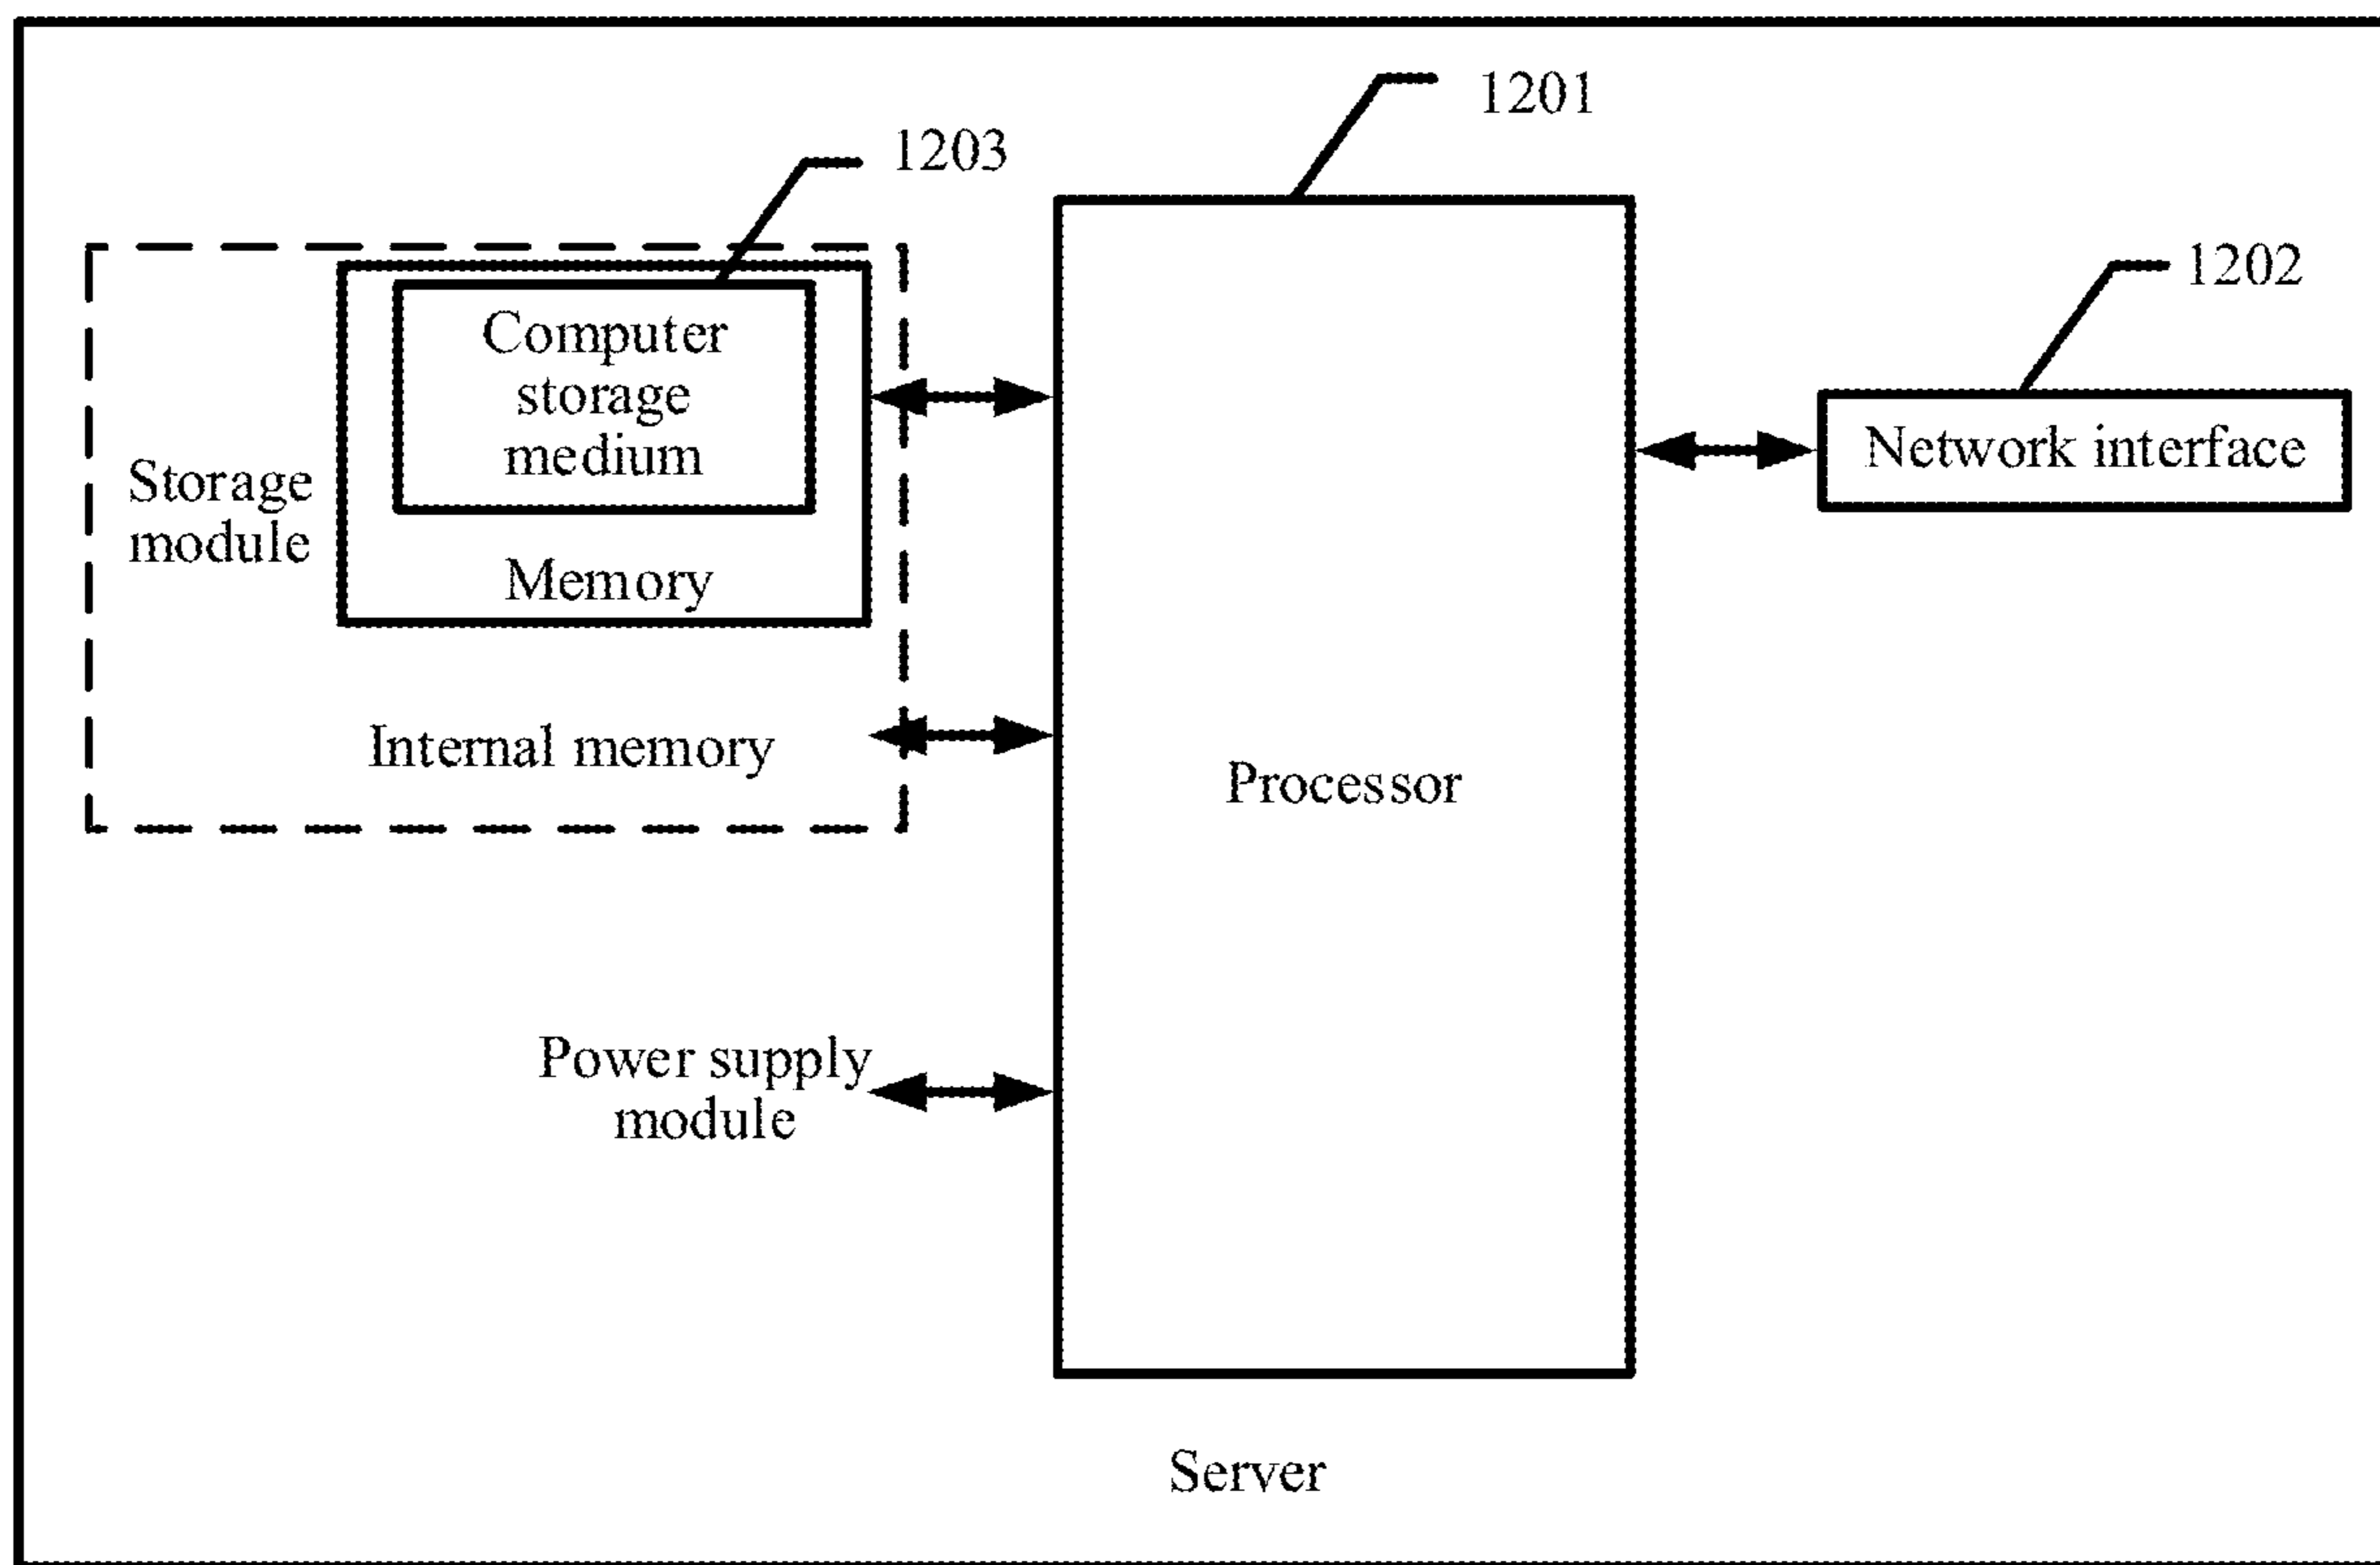 1201
1203
1202
Computer
storage
medium
Network interface
Storage
module
Memory
Internal memory
Processor
Power supply
module
Server